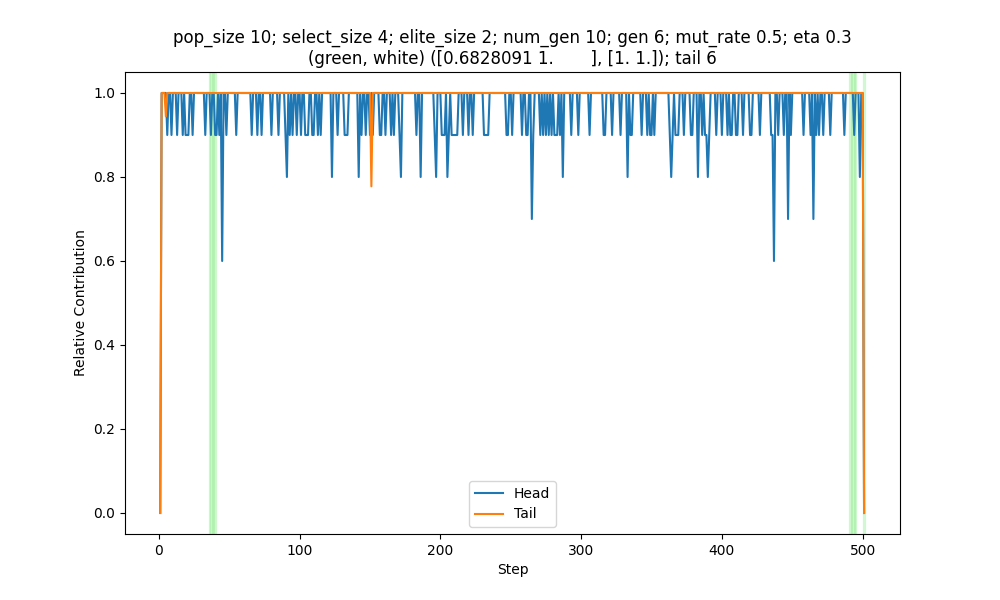 pop_size 10; select_size 4; elite_size 2; num_gen 10; gen 6; mut_rate 0.5; eta 0.3
(green, white) ([0.6828091 1.        ], [1. 1.]); tail 6
Relative Contribution
1.0
0.8
0.6
0.4
0.2
0.0
Head
Tail
0
100
200
300
400
500
Step